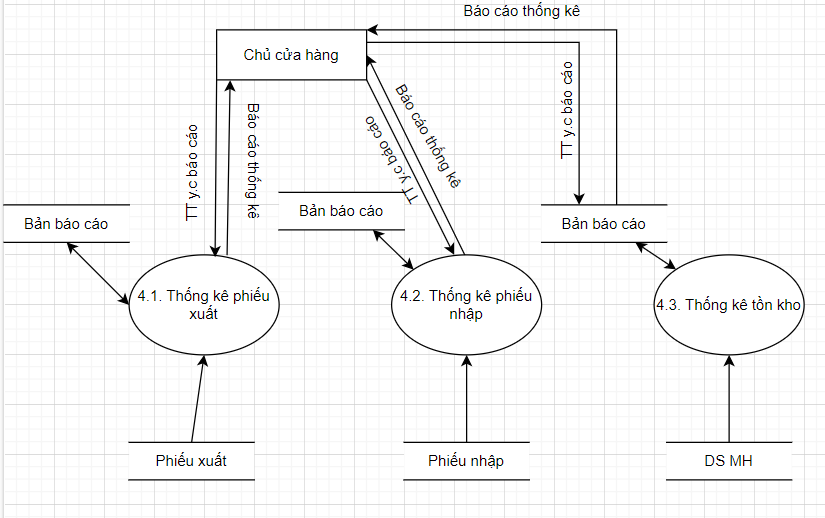 Báo cáo thống kê
Chủ cửa hàng
TT y.c báo cáo
Báo cáo thống kê
TT y.c báo cáo
Báo cáo thống kê
TT y.c báo cáo
Bản báo cáo
Bản báo cáo
Bản báo cáo
4.1. Thống kê phiếu
xuất
4.2. Thống kê phiếu
nhập
4.3. Thống kê tồn kho
Phiếu xuất
Phiếu nhập
DS MH